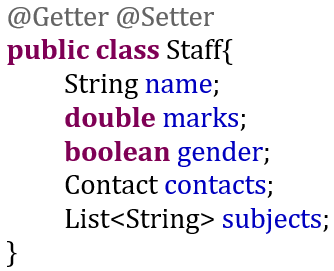 @Getter @Setter
public class Staff{
String name;
double marks;
boolean gender;
Contact contacts;
List<String> subjects;
}